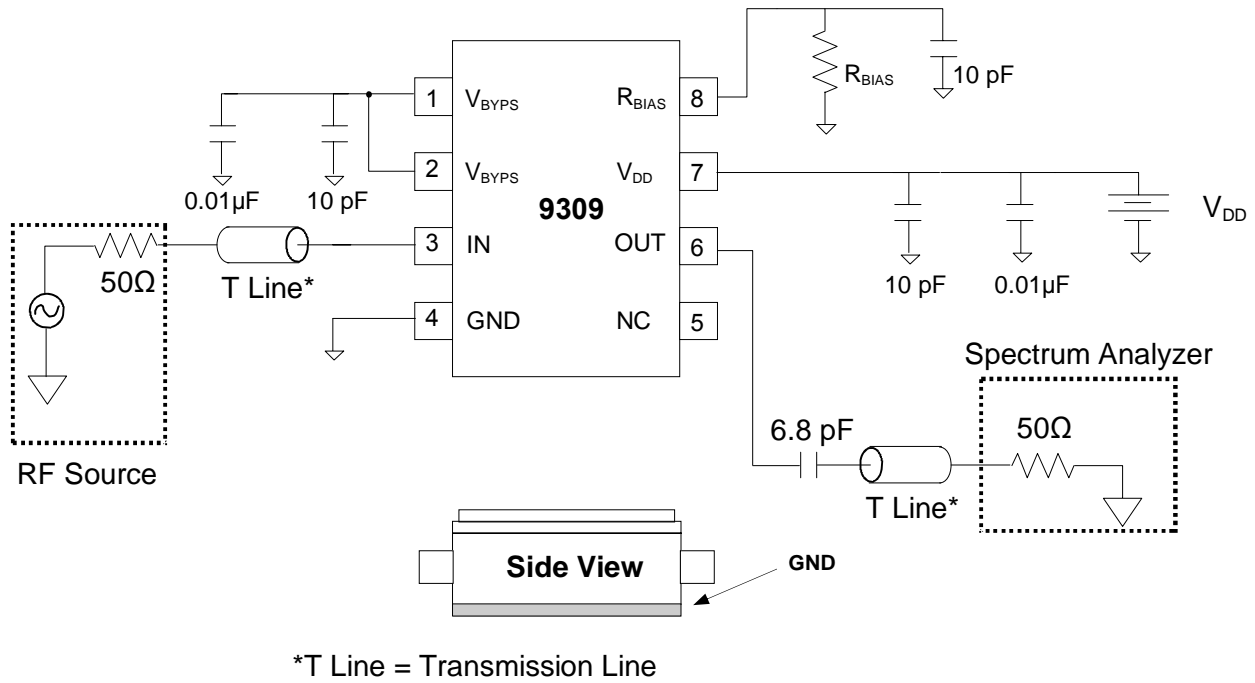 1 V_BYPS R_BIAS 8
R_BIAS 10 pF
2 V_BYPS V_DD 7
0.01µF 10 pF
9309
V_DD
3 IN OUT 6
50Ω T Line*
10 pF 0.01µF
4 GND NC 5
RF Source
Spectrum Analyzer
6.8 pF 50Ω
T Line*
Side View
GND
*T Line = Transmission Line